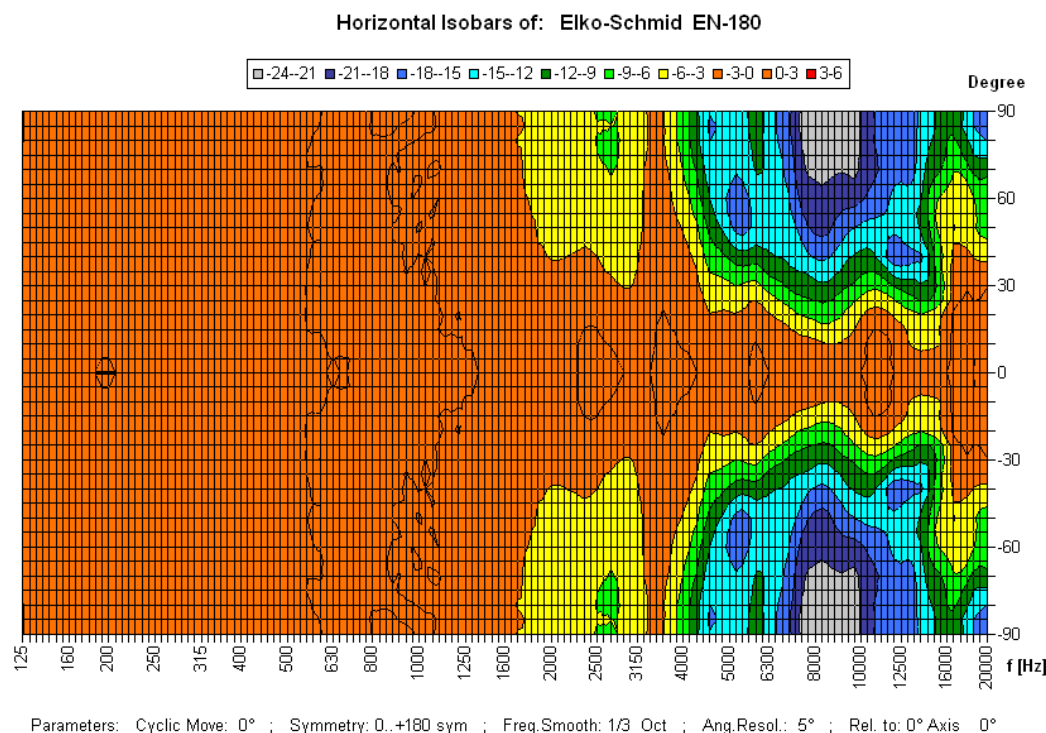 Horizontal Isobars of: Elko-Schmid EN-180
-24--21 -21--18 -18--15 -15--12 -12--9 -9--6 -6--3 -3-0 0-3 3-6
Degree
90
60
30
0
-30
-60
-90
125 160 200 250 315 400 500 630 800 1000 1250 1600 2000 2500 3150 4000 5000 6300 8000 10000 12500 16000 20000
f [Hz]
Parameters: Cyclic Move: 0° ; Symmetry: 0..+180 sym ; Freq.Smooth: 1/3 Oct ; Ang.Resol.: 5° ; Rel. to: 0° Axis 0°